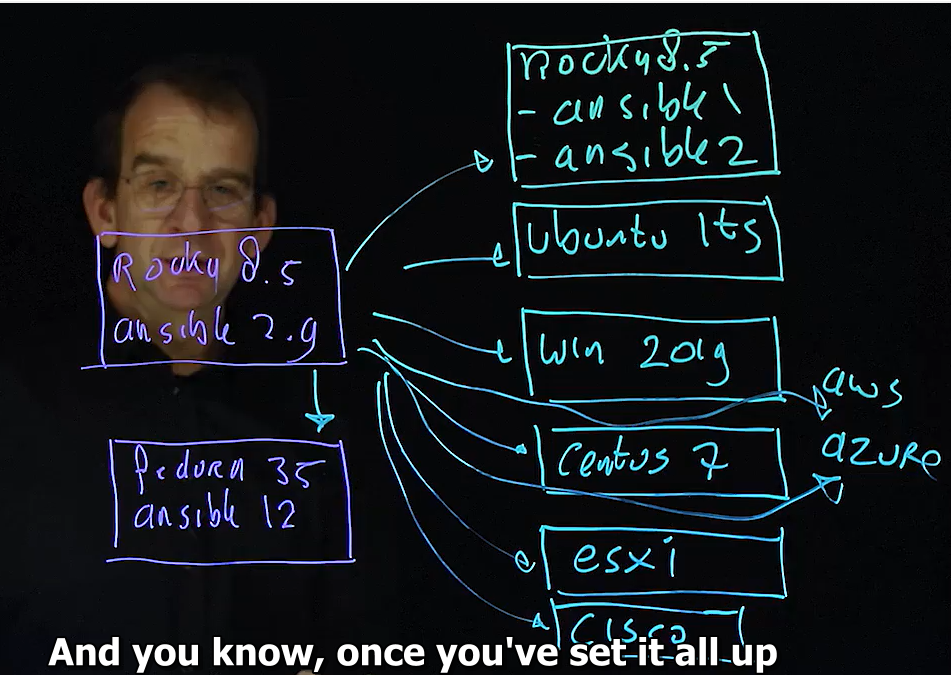 Rocky 8.5
ansible 2.9
Fedora 35
ansible 12
Rocky 8.5
- ansible 1
- ansible 2
Ubuntu lts
Win 2019
Centos 7
esxi
Cisco
aws
azure
And you know, once you've set it all up